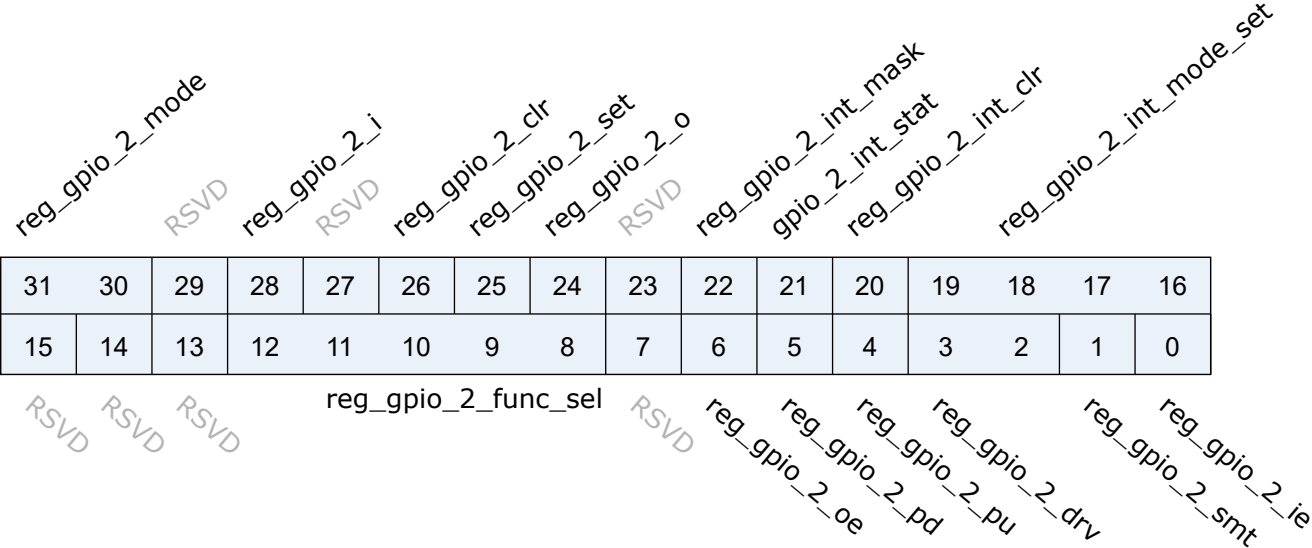 reg_gpio_2_mode
RSVD
reg_gpio_2_i
RSVD
reg_gpio_2_clr
reg_gpio_2_set
reg_gpio_2_o
RSVD
reg_gpio_2_int_mask
gpio_2_int_stat
reg_gpio_2_int_clr
reg_gpio_2_int_mode_set
31 30 29 28 27 26 25 24 23 22 21 20 19 18 17 16
15 14 13 12 11 10 9 8 7 6 5 4 3 2 1 0
RSVD
RSVD
RSVD
reg_gpio_2_func_sel
RSVD
reg_gpio_2_oe
reg_gpio_2_pd
reg_gpio_2_pu
reg_gpio_2_drv
reg_gpio_2_smt
reg_gpio_2_ie